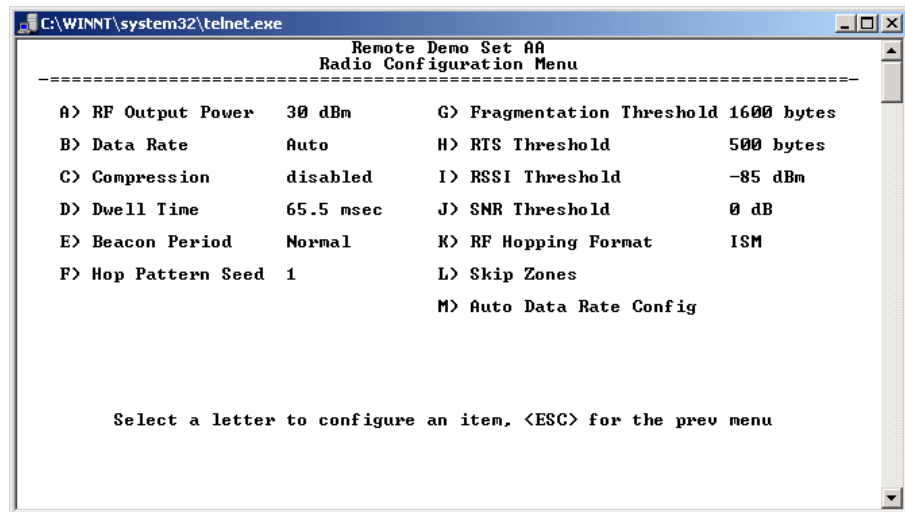 C:\WINNT\system32\telnet.exe
Remote Demo Set AA
Radio Configuration Menu
-==========================================================================-
A) RF Output Power 30 dBm G) Fragmentation Threshold 1600 bytes
B) Data Rate Auto H) RTS Threshold 500 bytes
C) Compression disabled I) RSSI Threshold -85 dBm
D) Dwell Time 65.5 msec J) SNR Threshold 0 dB
E) Beacon Period Normal K) RF Hopping Format ISM
F) Hop Pattern Seed 1 L) Skip Zones
M) Auto Data Rate Config
Select a letter to configure an item, <ESC> for the prev menu